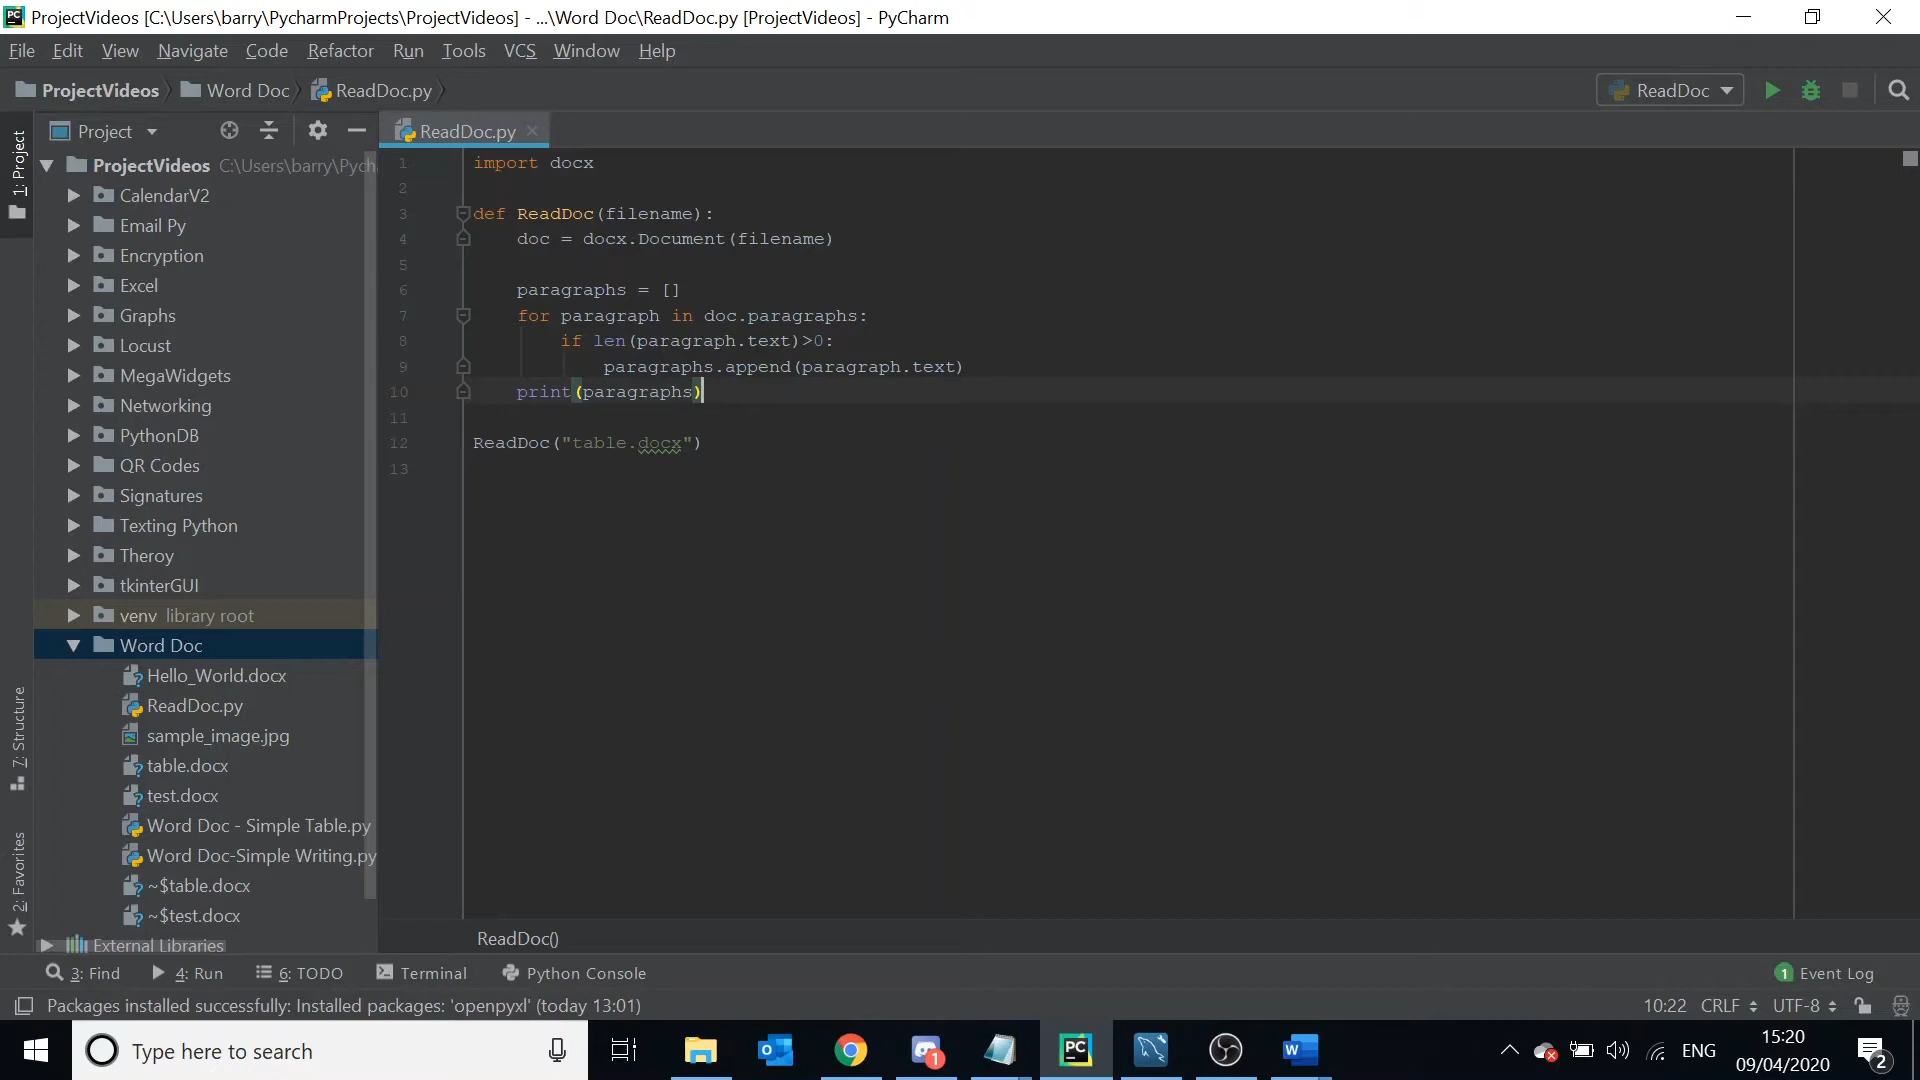 ProjectVideos [C:\Users\barry\PycharmProjects\ProjectVideos] - ...\Word Doc\ReadDoc.py [ProjectVideos] - PyCharm
File Edit View Navigate Code Refactor Run Tools VCS Window Help
ProjectVideos Word Doc ReadDoc.py ReadDoc
Project ReadDoc.py
1: Project
ProjectVideos C:\Users\barry\Pych
CalendarV2
Email Py
Encryption
Excel
Graphs
Locust
MegaWidgets
Networking
PythonDB
QR Codes
Signatures
Texting Python
Theroy
tkinterGUI
venv library root
Word Doc
Hello_World.docx
ReadDoc.py
sample_image.jpg
table.docx
test.docx
Word Doc - Simple Table.py
Word Doc-Simple Writing.py
~$table.docx
~$test.docx
External Libraries
7: Structure
2: Favorites
1 import docx
2
3 def ReadDoc(filename):
4 doc = docx.Document(filename)
5
6 paragraphs = []
7 for paragraph in doc.paragraphs:
8 if len(paragraph.text)>0:
9 paragraphs.append(paragraph.text)
10 print(paragraphs)
11
12 ReadDoc("table.docx")
13
ReadDoc()
3: Find 4: Run 6: TODO Terminal Python Console 1 Event Log
Packages installed successfully: Installed packages: 'openpyxl' (today 13:01) 10:22 CRLF UTF-8
Type here to search PC 1 W ENG 15:20 2
09/04/2020